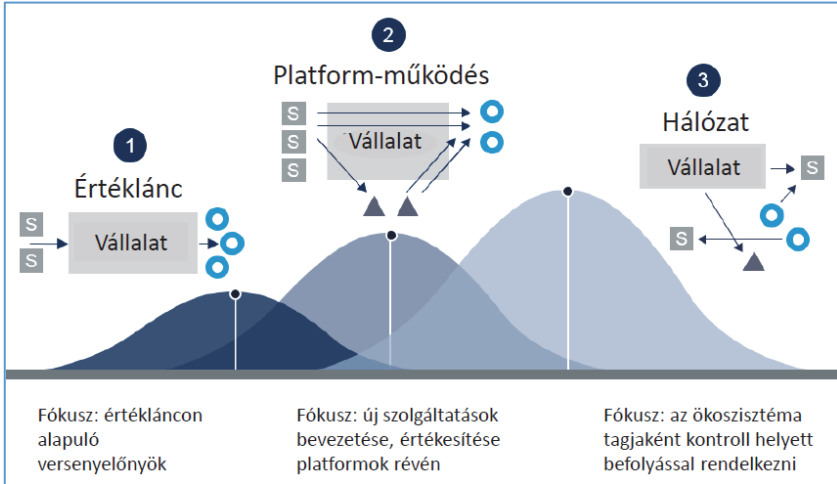 1
Értéklánc
S
S
Vállalat
Fókusz: értékláncon
alapuló
versenyelőnyök
2
Platform-működés
S
S
S
Vállalat
Fókusz: új szolgáltatások
bevezetése, értékesítése
platformok révén
3
Hálózat
Vállalat
S
S
Fókusz: az ökoszisztéma
tagjaként kontroll helyett
befolyással rendelkezni